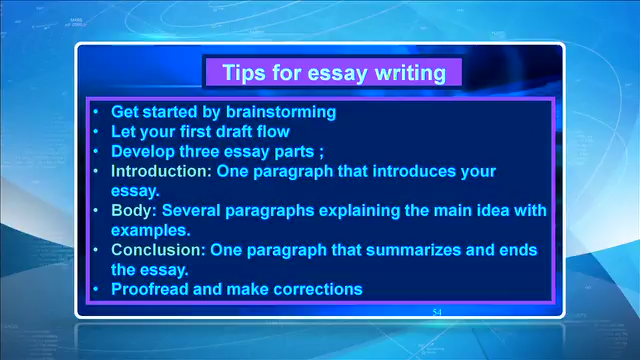 Tips for essay writing
• Get started by brainstorming
• Let your first draft flow
• Develop three essay parts ;
• Introduction: One paragraph that introduces your
essay.
• Body: Several paragraphs explaining the main idea with
examples.
• Conclusion: One paragraph that summarizes and ends
the essay.
• Proofread and make corrections
54